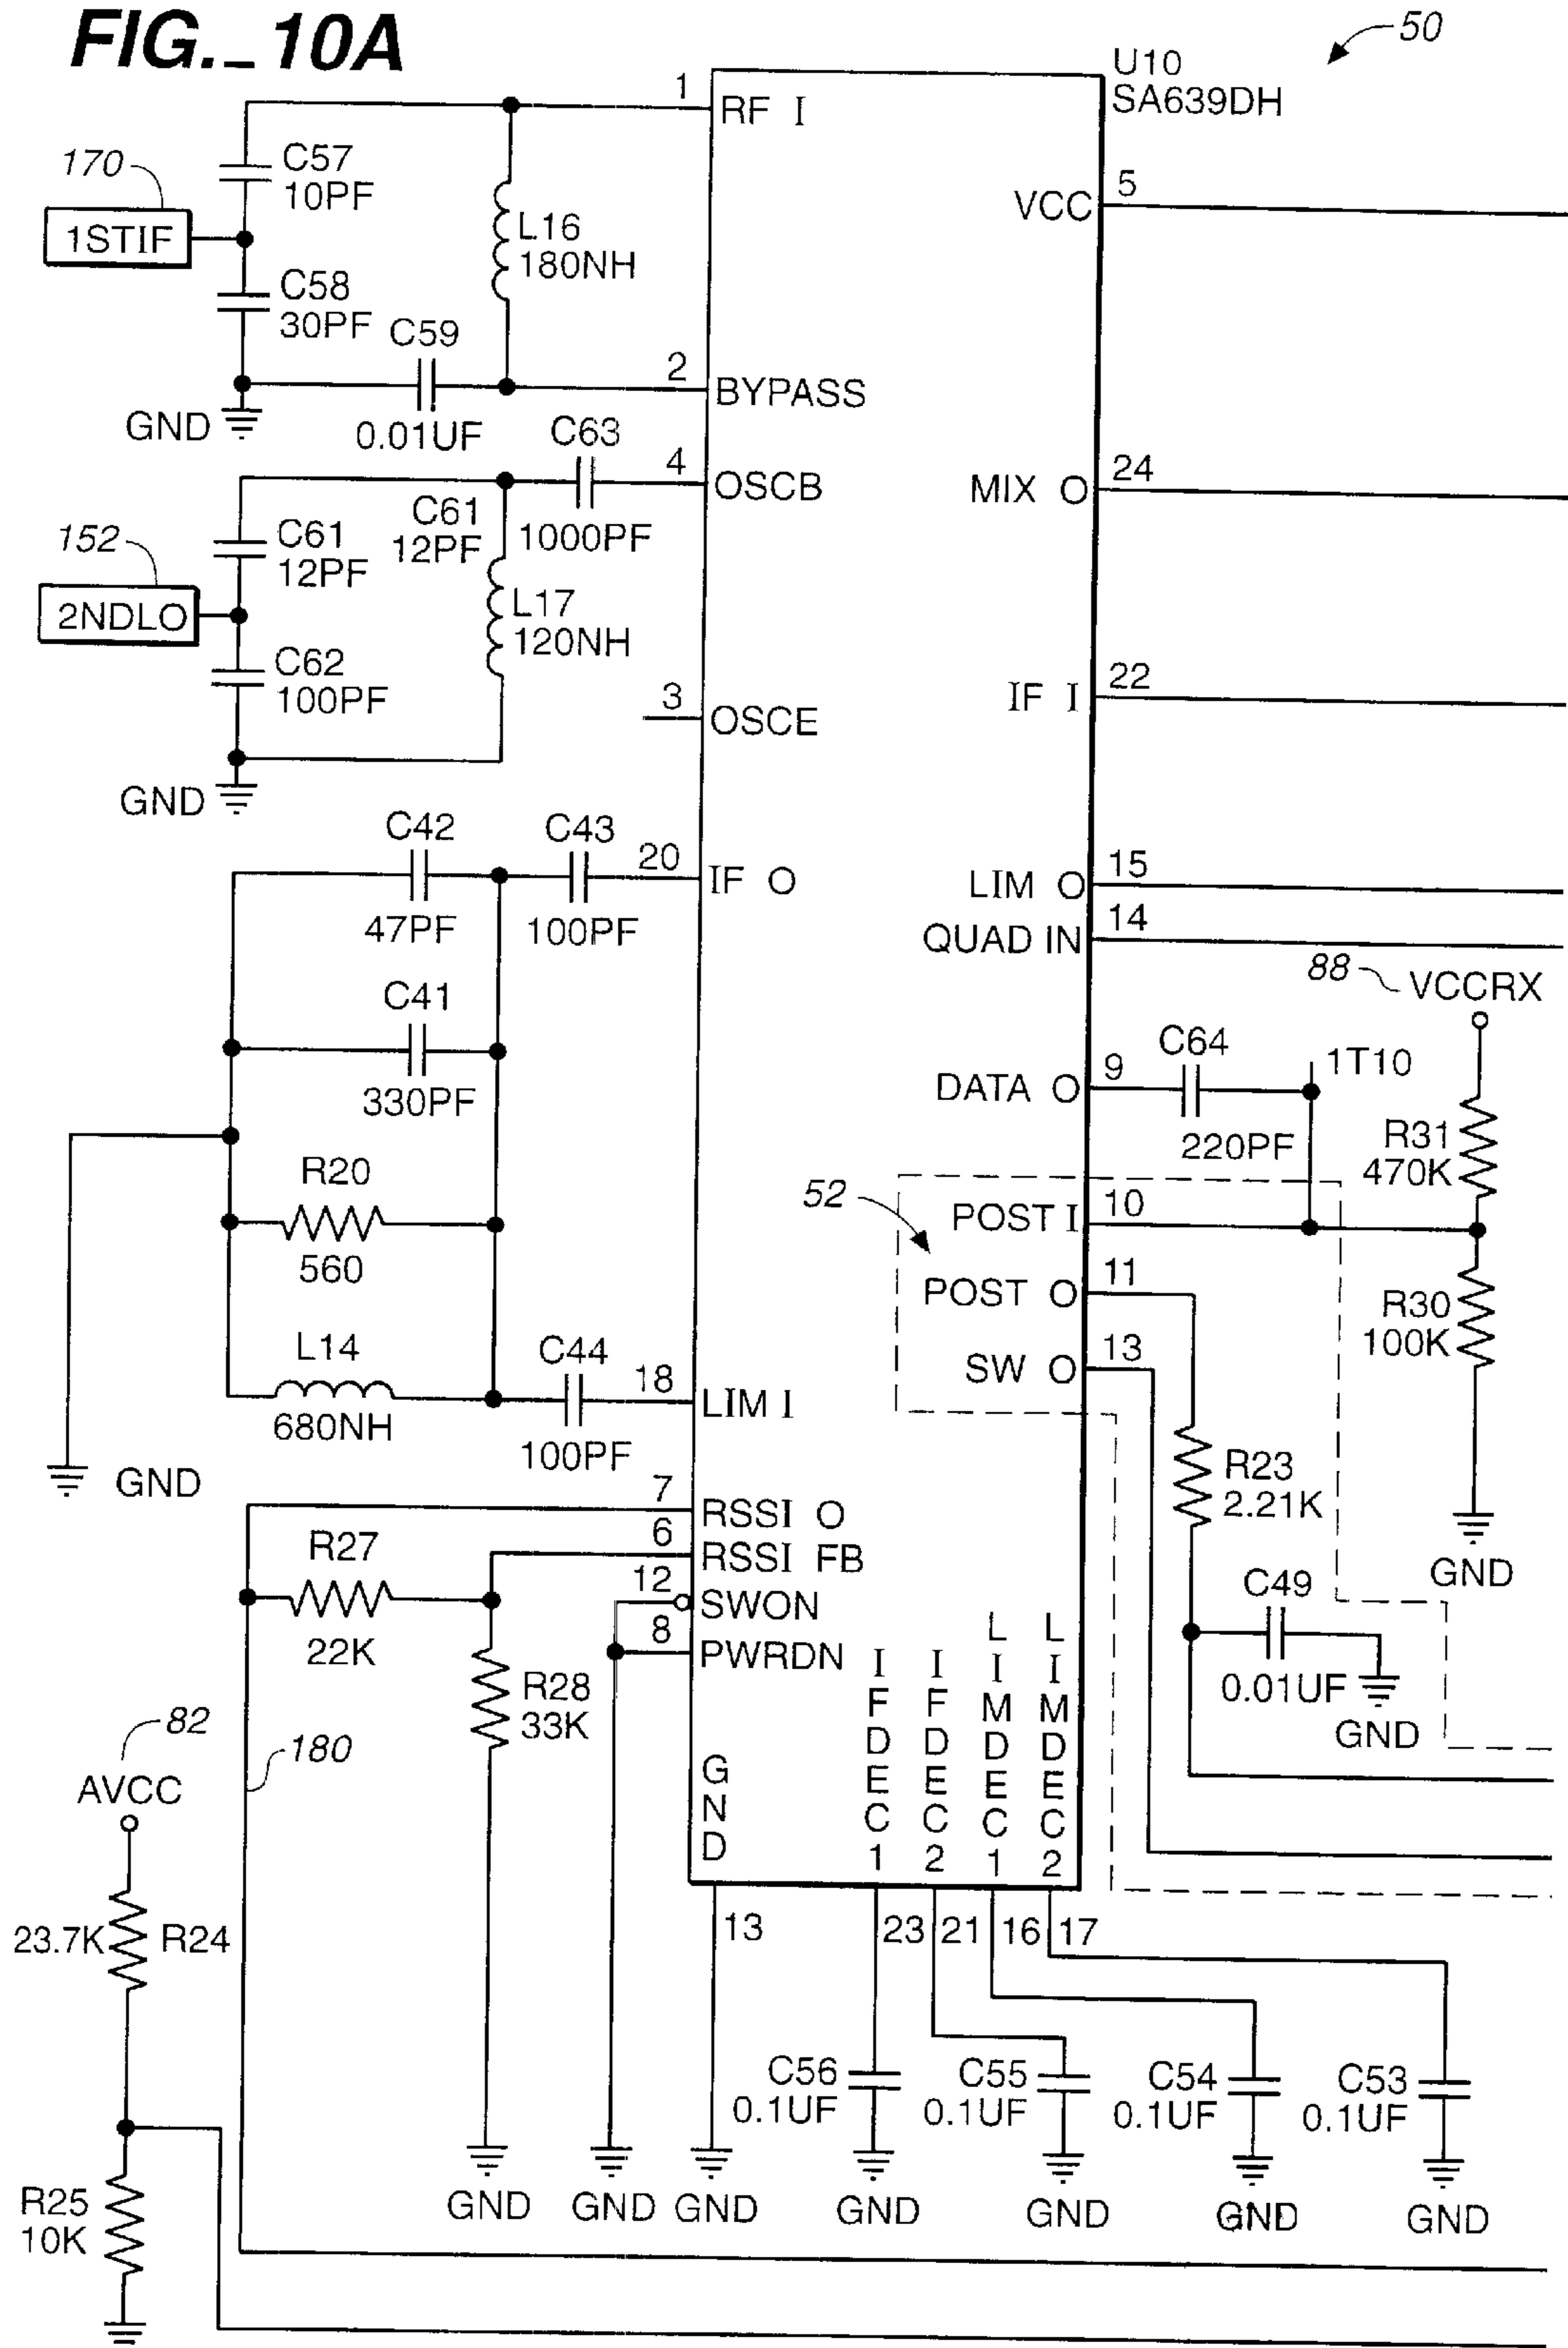 FIG._10A
50
U10
SA639DH
1
RF I
C57
10PF
170
1STIF
L16
180NH
5
VCC
C58
30PF
C59
0.01UF
2
BYPASS
GND
C63
1000PF
4
OSCB
24
MIX O
C61
12PF
C61
12PF
152
2NDLO
L17
120NH
C62
100PF
3
OSCE
22
IF I
GND
C42
47PF
C43
100PF
20
IF O
15
LIM O
14
QUAD IN
88
VCCRX
C41
330PF
C64
220PF
1T10
9
DATA O
R31
470K
R20
560
52
10
POST I
11
POST O
R30
100K
13
SW O
L14
680NH
C44
100PF
18
LIM I
GND
R23
2.21K
7
RSSI O
6
RSSI FB
R27
22K
12
SWON
8
PWRDN
GND
C49
0.01UF
GND
R28
33K
82
AVCC
180
GND
IFDEC1
IFDEC2
LIMDEC1
LIMDEC2
23.7K
R24
13
23
21
16
17
C56
0.1UF
C55
0.1UF
C54
0.1UF
C53
0.1UF
R25
10K
GND
GND
GND
GND
GND
GND
GND